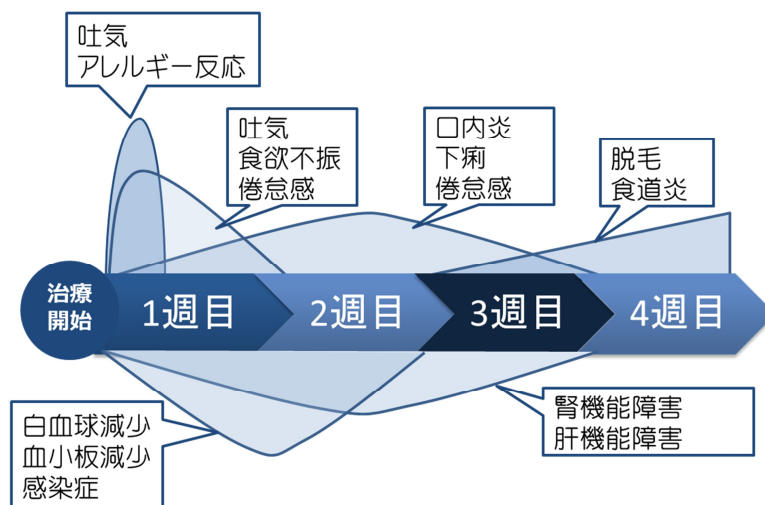 吐気
アレルギー反応
吐気
食欲不振
倦怠感
口内炎
下痢
倦怠感
脱毛
食道炎
治療
開始
1週目
2週目
3週目
4週目
白血球減少
血小板減少
感染症
腎機能障害
肝機能障害